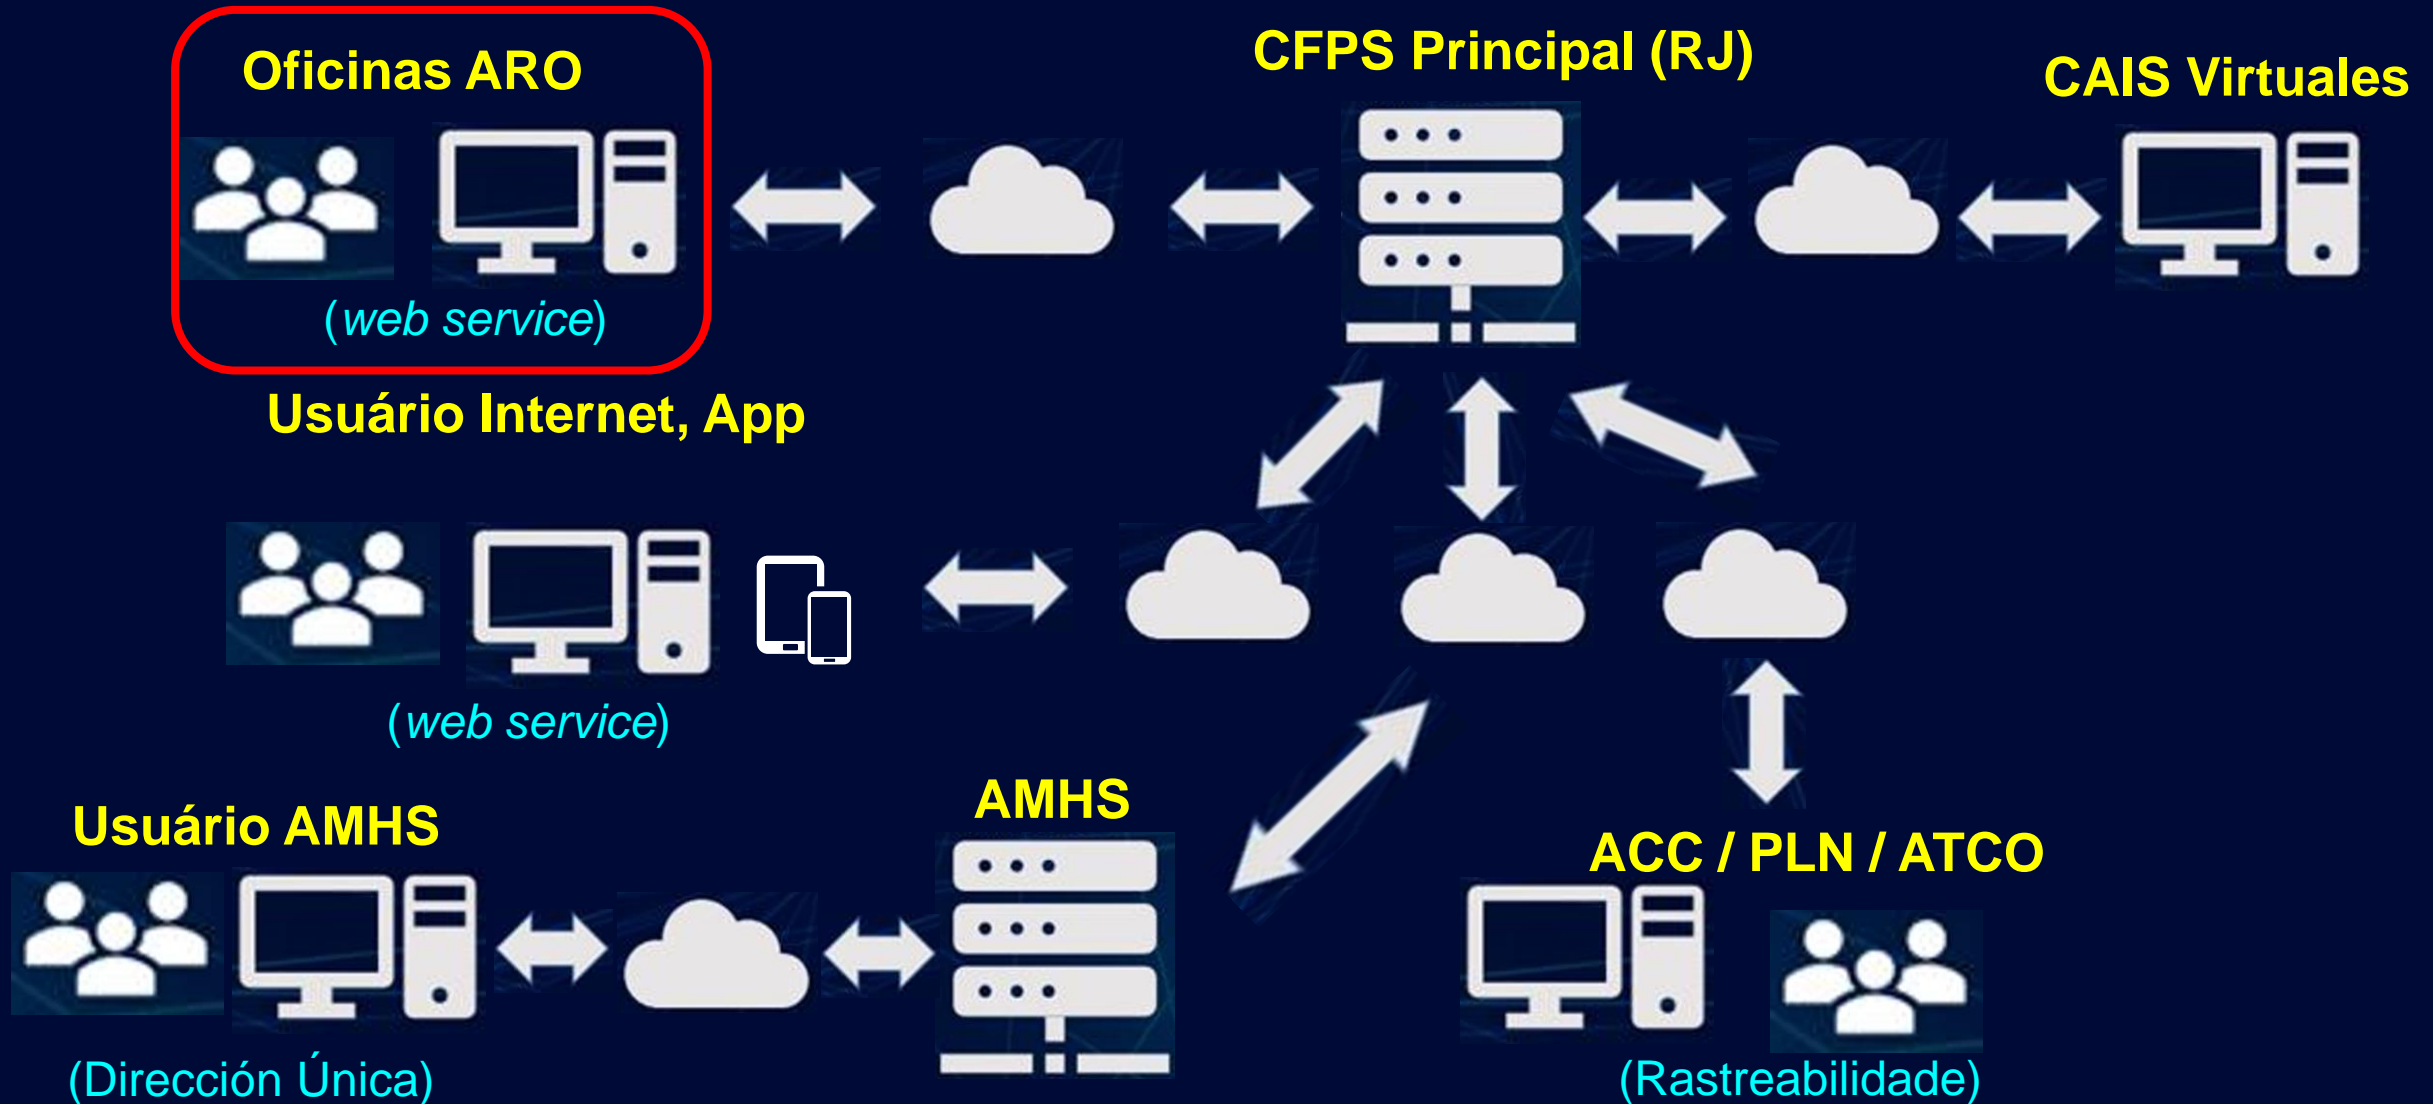 Oficinas ARO
CFPS Principal (RJ)
CAIS Virtuales
(web service)
Usuário Internet, App
(web service)
Usuário AMHS
AMHS
ACC / PLN / ATCO
(Dirección Única)
(Rastreabilidade)